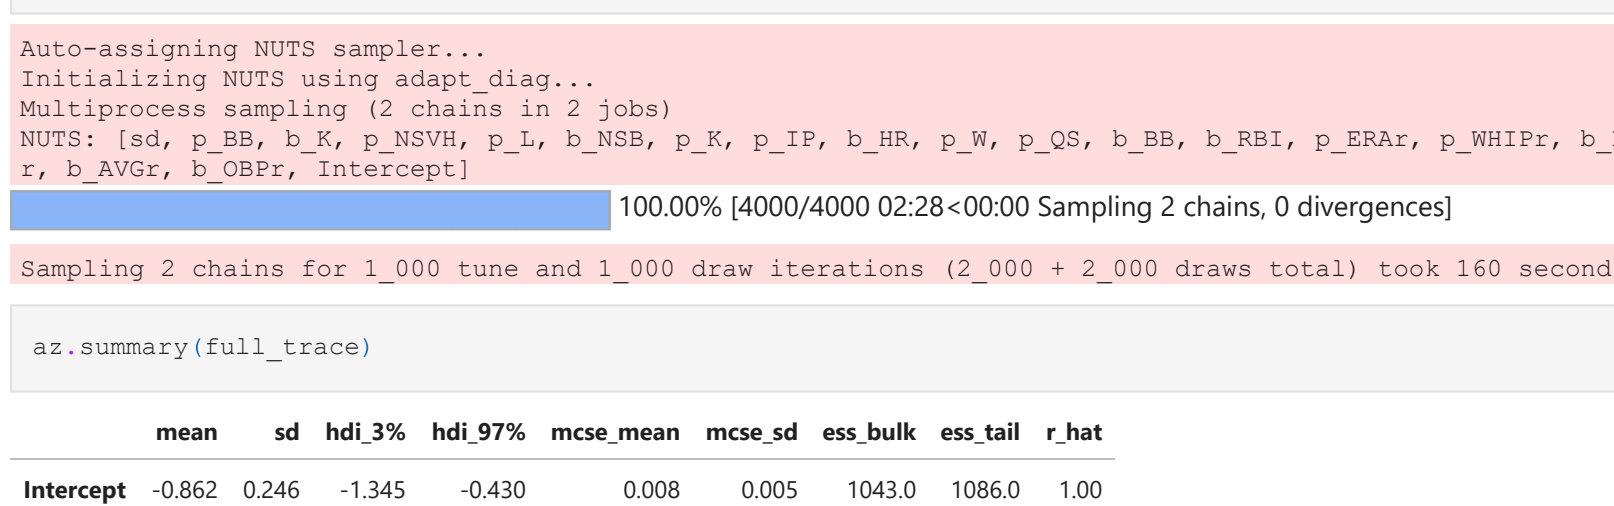 Auto-assigning NUTS sampler...
Initializing NUTS using adapt_diag...
Multiprocess sampling (2 chains in 2 jobs)
NUTS: [sd, p_BB, b_K, p_NSVH, p_L, b_NSB, p_K, p_IP, b_HR, p_W, p_QS, b_BB, b_RBI, p_ERAr, p_WHIPr, b_
r, b_AVGr, b_OBPr, Intercept]
100.00% [4000/4000 02:28<00:00 Sampling 2 chains, 0 divergences]
Sampling 2 chains for 1_000 tune and 1_000 draw iterations (2_000 + 2_000 draws total) took 160 second
az.summary(full_trace)
mean sd hdi_3% hdi_97% mcse_mean mcse_sd ess_bulk ess_tail r_hat
Intercept -0.862 0.246 -1.345 -0.430 0.008 0.005 1043.0 1086.0 1.00